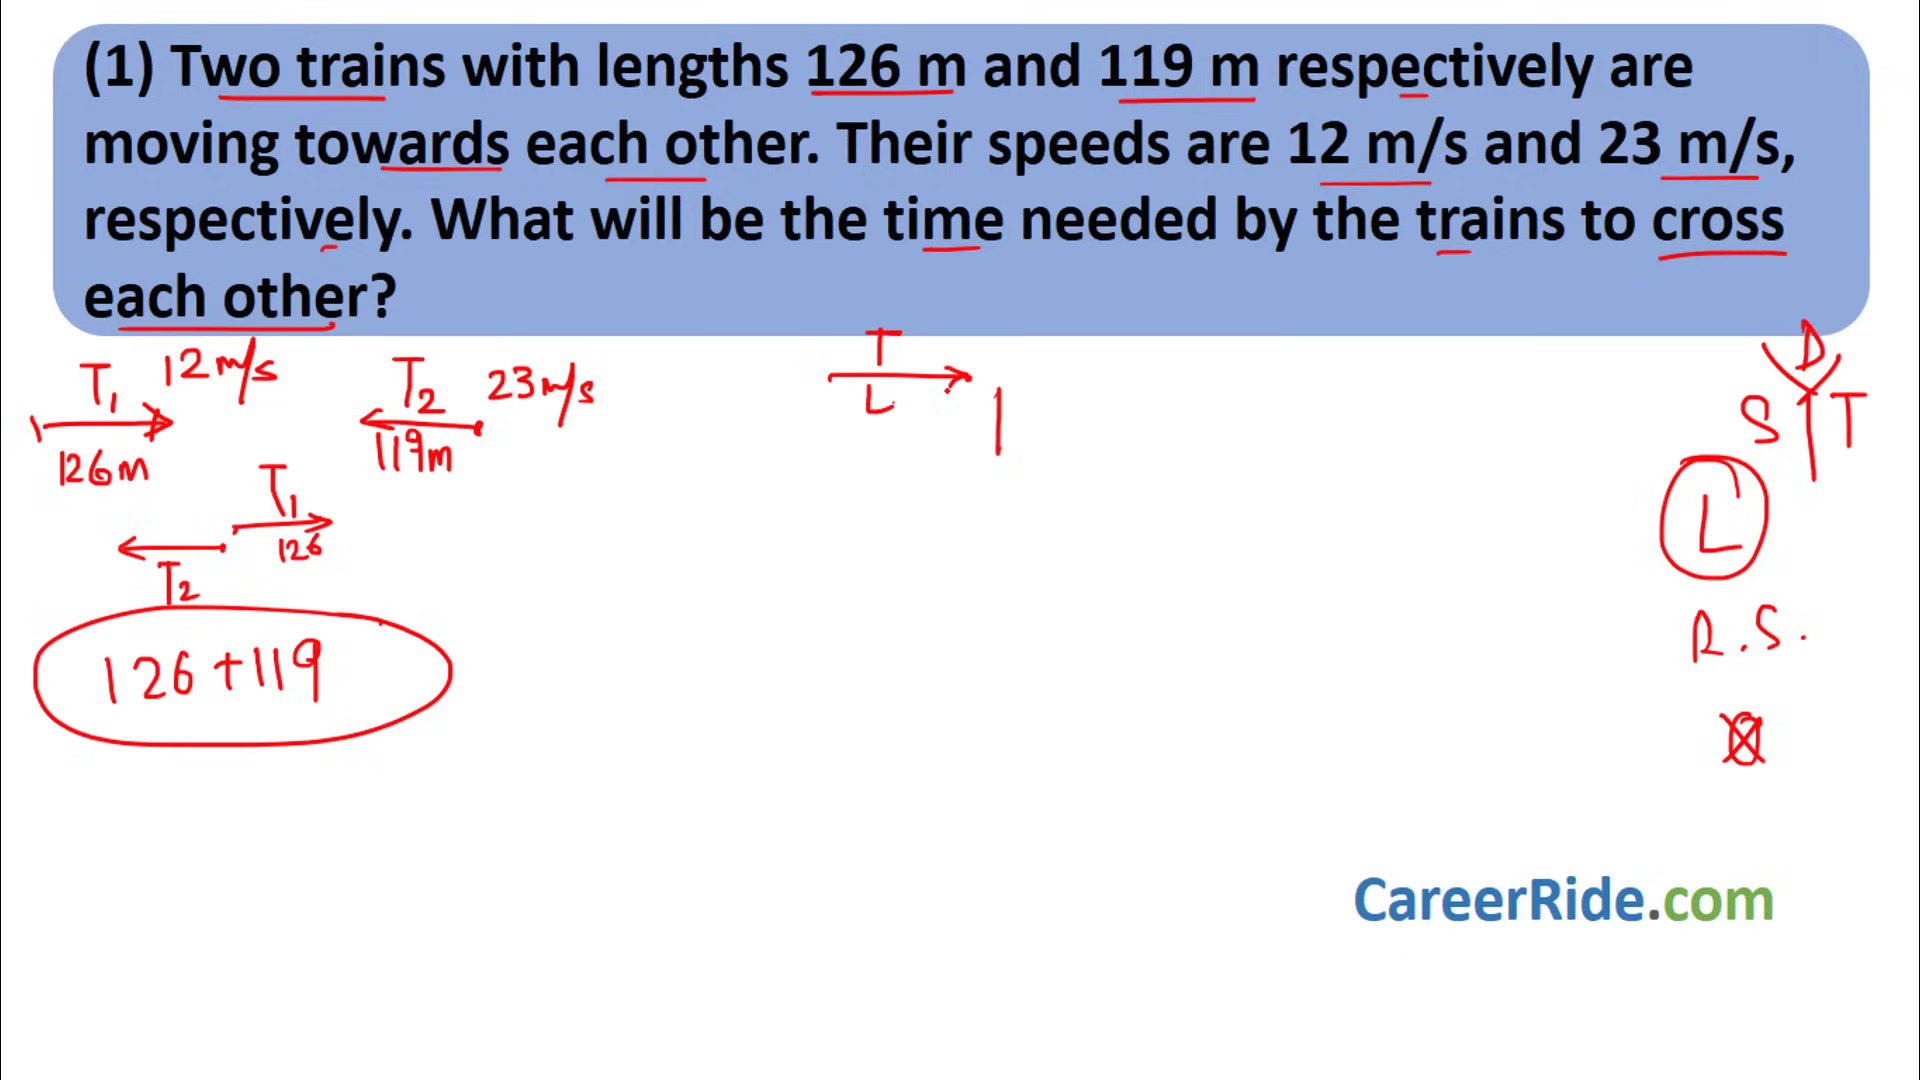 (1) Two trains with lengths 126 m and 119 m respectively are
moving towards each other. Their speeds are 12 m/s and 23 m/s,
respectively. What will be the time needed by the trains to cross
each other?
T1 12 m/s T2 23 m/s
126m 119m
T L
D
S T
T1
126
T2
L
126+119
R.S.
CareerRide.com